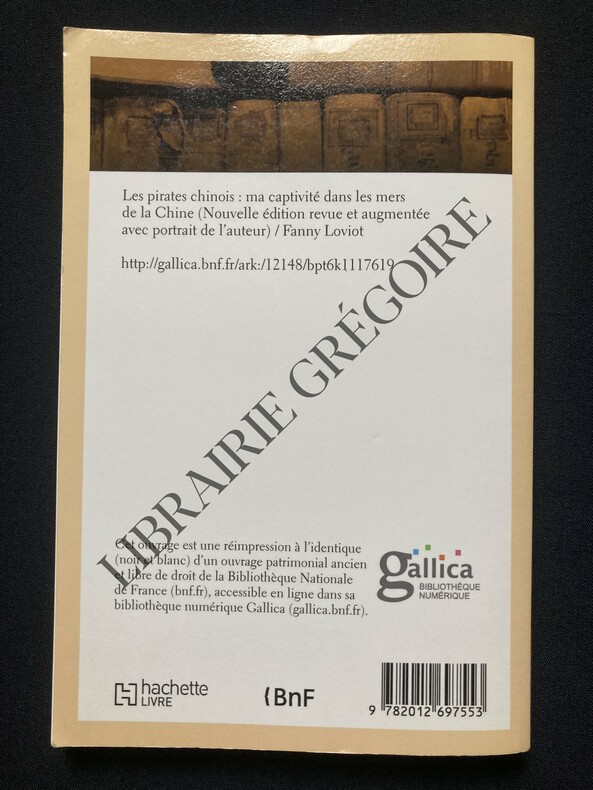 Les pirates chinois : ma captivité dans les mers
de la Chine (Nouvelle édition revue et augmentée
avec portrait de l'auteur) / Fanny Loviot
http://gallica.bnf.fr/ark:/12148/bpt6k1117619
LIBRAIRIE GRÉGOIRE
Cet ouvrage est une réimpression à l'identique
(noir et blanc) d'un ouvrage patrimonial ancien
et libre de droit de la Bibliothèque Nationale
de France (bnf.fr), accessible en ligne dans sa
bibliothèque numérique Gallica (gallica.bnf.fr).
gallica
BIBLIOTHÈQUE
NUMÉRIQUE
hachette
LIVRE
BnF
9 782012 697553